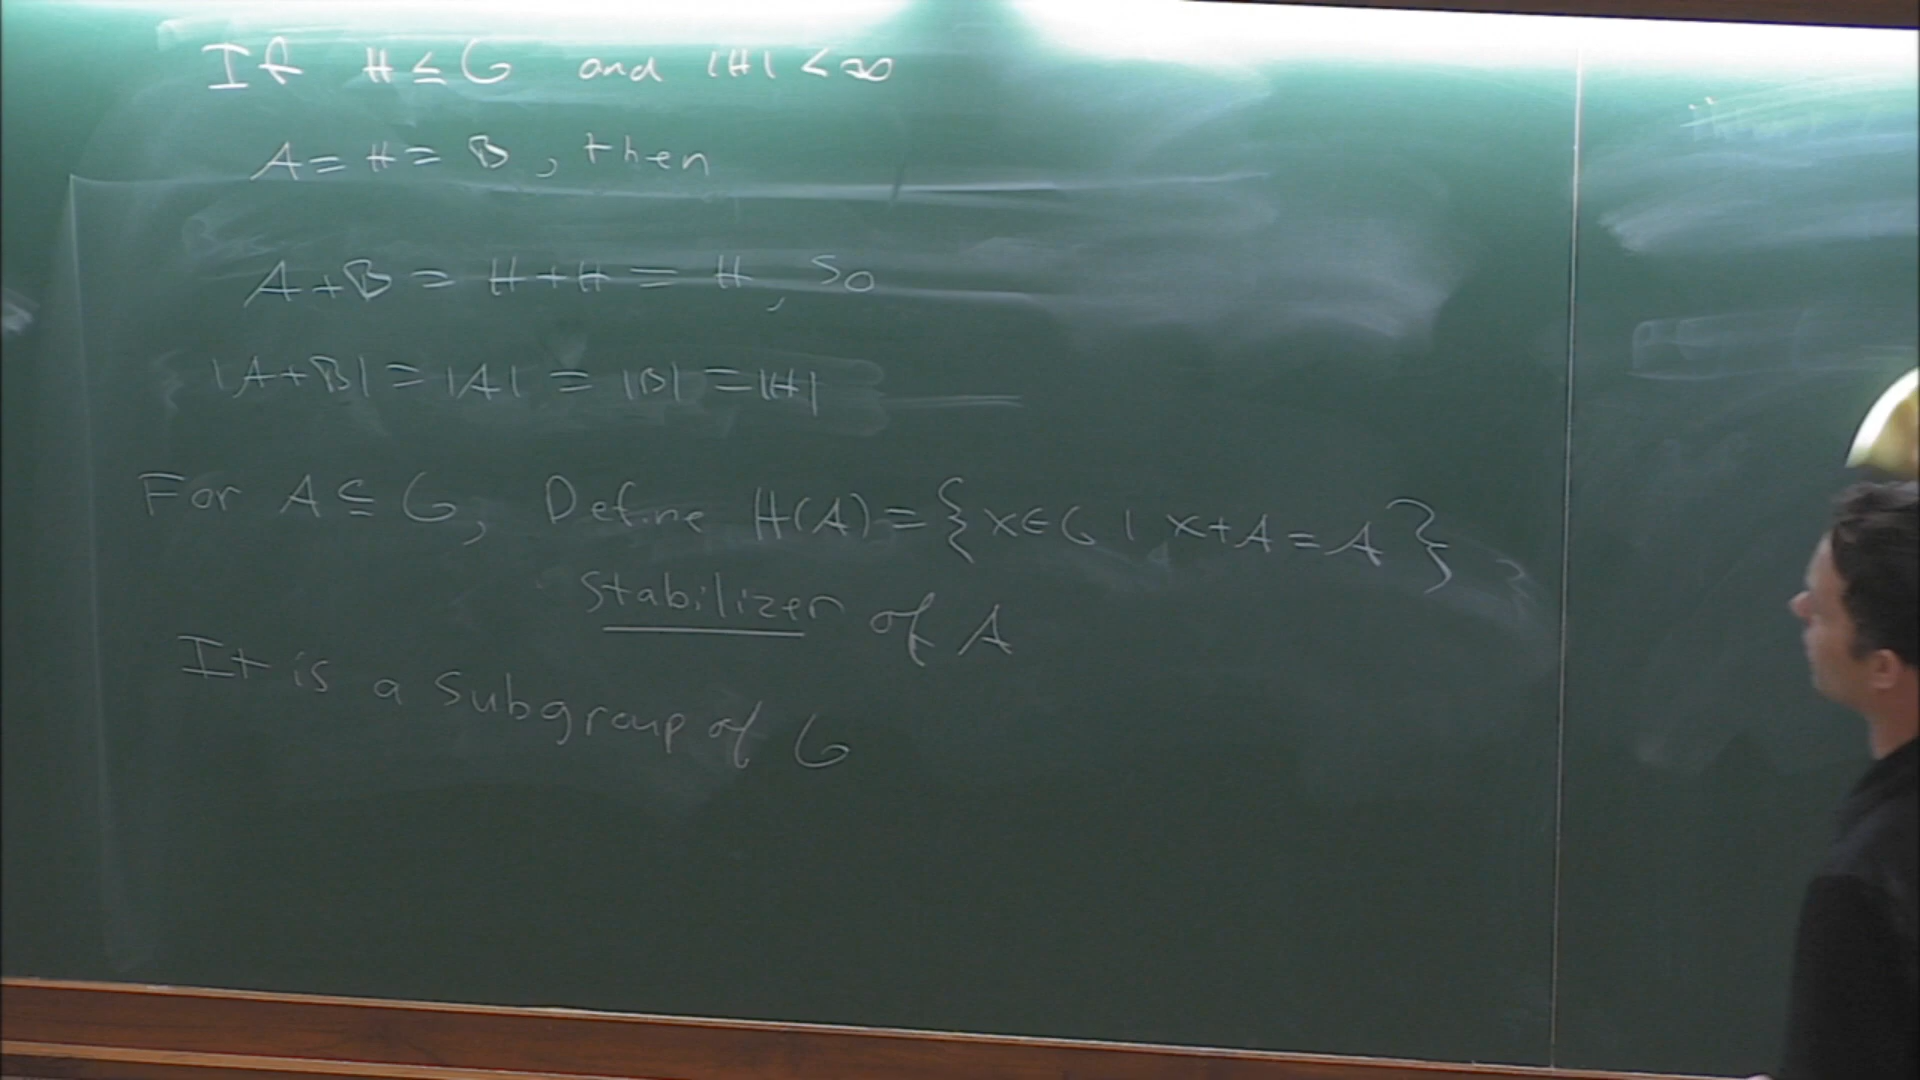 If H ≤ G and |H| < ∞
A = H = B, then
A+B = H+H = H, so
|A+B| = |A| = |B| = |H|
For A ⊆ G, Define H(A) = {x∈G | x+A = A}
stabilizer of A
It is a subgroup of G